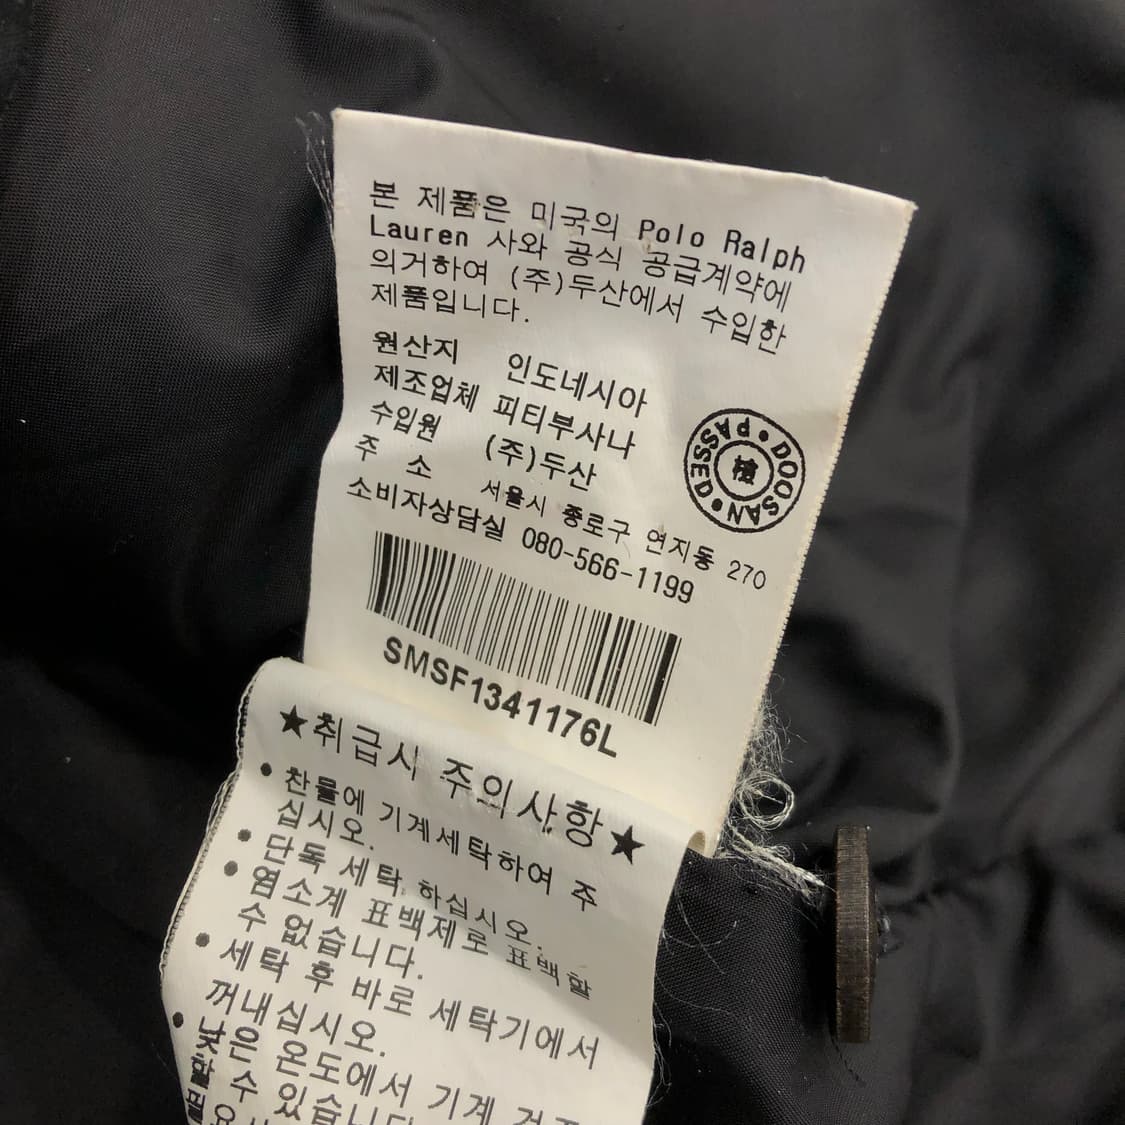 본 제품은 미국의 Polo Ralph
Lauren 사와 공식 공급계약에
의거하여 (주)두산에서 수입한
제품입니다.
원산지 인도네시아
제조업체 피티부사나
수입원 (주)두산
주 소 서울시 종로구 연지동 270
소비자상담실 080-566-1199
DOOSAN • PASSED •
SMSF1341176L
★취급시 주의사항★
• 찬물에 기계세탁하여 주
십시오.
• 단독 세탁 하십시오.
• 염소계 표백제로 표백할
수 없습니다.
• 세탁 후 바로 세탁기에서
꺼내십시오.
• 낮은 온도에서 기계
할 수 있습니다